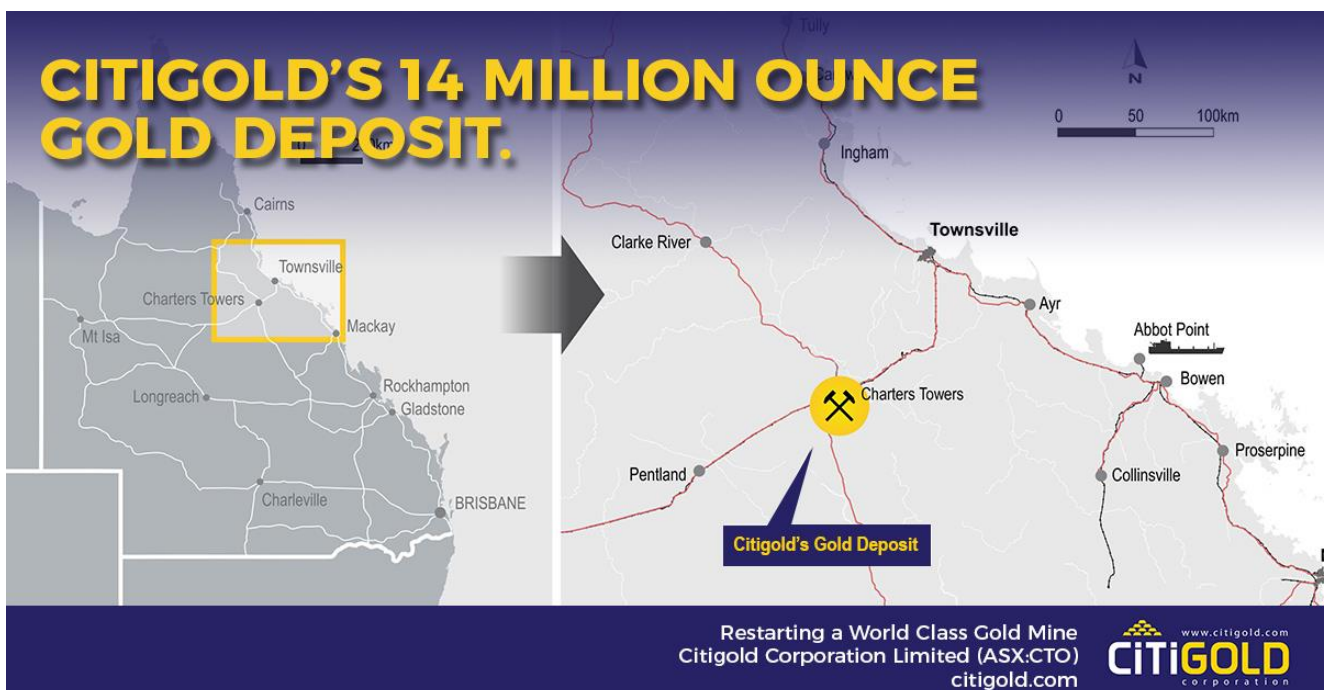 CITIGOLD'S 14 MILLION OUNCE
GOLD DEPOSIT.
Cairns
Townsville
Charters Towers
Mt Isa
Mackay
Longreach
Rockhampton
Gladstone
Charleville
BRISBANE
Tully
N
0 50 100km
Ingham
Clarke River
Townsville
Ayr
Abbot Point
Bowen
Charters Towers
Proserpine
Pentland
Collinsville
Citigold's Gold Deposit
Restarting a World Class Gold Mine
Citigold Corporation Limited (ASX:CTO)
citigold.com
www.citigold.com
CITIGOLD
corporation